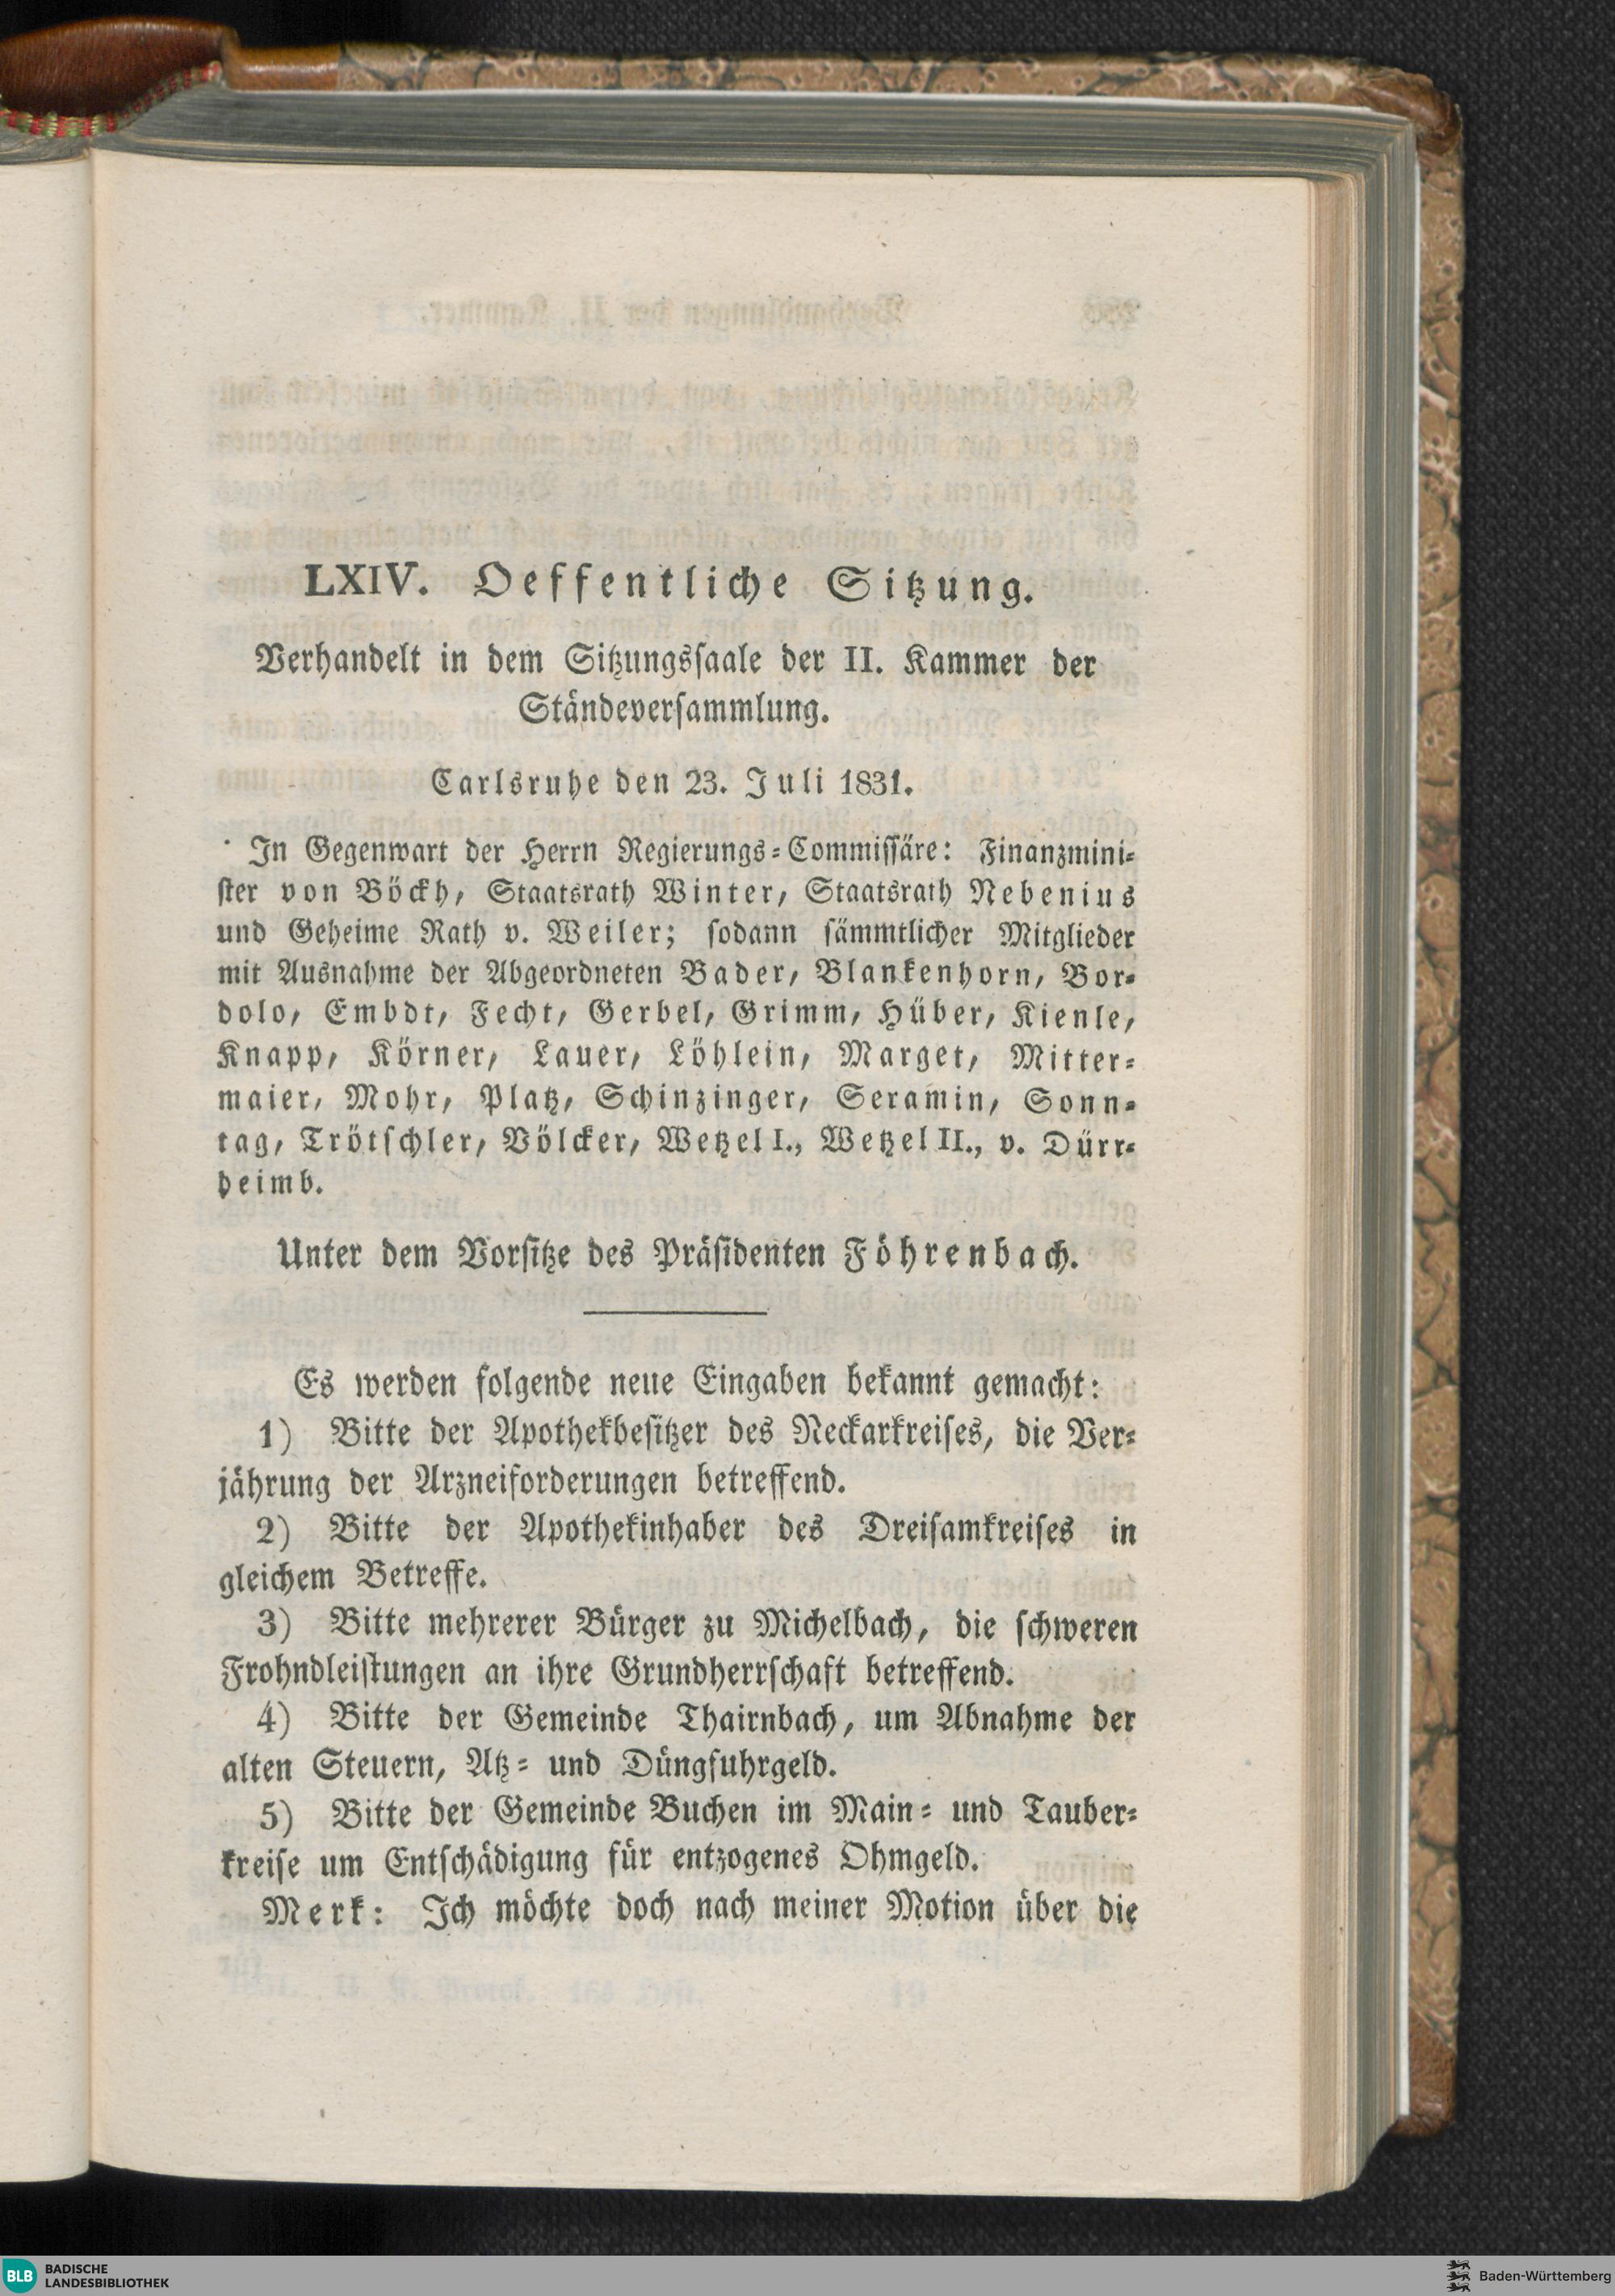 LXIV. Oeffentliche Sitzung.
Verhandelt in dem Sitzungssaale der II. Kammer der
Ständeversammlung.
Carlsruhe den 23. Juli 1831.
In Gegenwart der Herrn Regierungs-Commissäre: Finanzmini-
ster von Böckh, Staatsrath Winter, Staatsrath Nebenius
und Geheime Rath v. Weiler; sodann sämmtlicher Mitglieder
mit Ausnahme der Abgeordneten Bader, Blankenhorn, Bor-
dolo, Embdt, Fecht, Gerbel, Grimm, Hüber, Kienle,
Knapp, Körner, Lauer, Löhlein, Marget, Mitter-
maier, Mohr, Platz, Schinzinger, Seramin, Sonn-
tag, Trötschler, Völcker, Wetzel I., Wetzel II., v. Dürr-
heimb.
Unter dem Vorsitze des Präsidenten Föhrenbach.
Es werden folgende neue Eingaben bekannt gemacht:
1) Bitte der Apothekbesitzer des Neckarkreises, die Ver-
jährung der Arzneiforderungen betreffend.
2) Bitte der Apothekinhaber des Dreisamkreises in
gleichem Betreffe.
3) Bitte mehrerer Bürger zu Michelbach, die schweren
Frohndleistungen an ihre Grundherrschaft betreffend.
4) Bitte der Gemeinde Thairnbach, um Abnahme der
alten Steuern, Atz- und Düngfuhrgeld.
5) Bitte der Gemeinde Buchen im Main- und Tauber-
kreise um Entschädigung für entzogenes Ohmgeld.
Merk: Ich möchte doch nach meiner Motion über die
BLB BADISCHE
LANDESBIBLIOTHEK
Baden-Württemberg